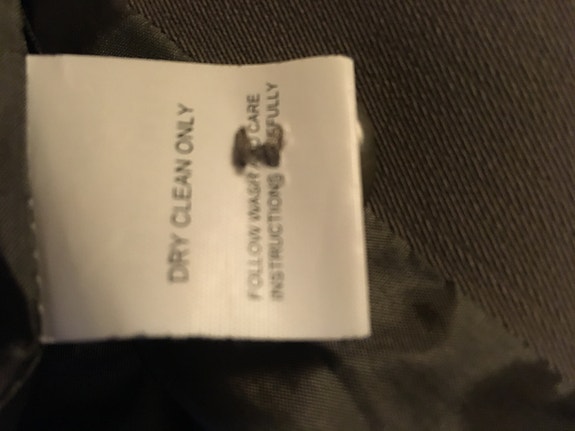 DRY CLEAN ONLY
FOLLOW WASH CARE
INSTRUCTIONS